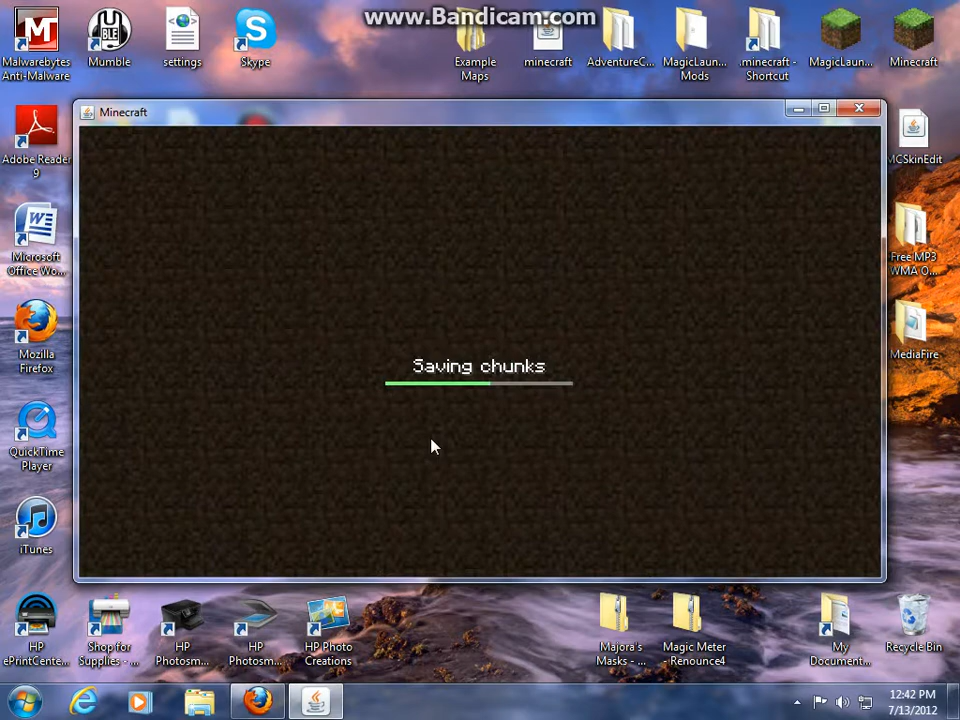 www.Bandicam.com
Malwarebytes
Anti-Malware
Mumble
settings
Skype
Example
Maps
minecraft
AdventureC...
MagicLaun...
Mods
.minecraft -
Shortcut
MagicLaun...
Minecraft
Minecraft
Adobe Reader
9
MCSkinEdit
Microsoft
Office Wo...
Free MP3
WMA O...
Saving chunks
Mozilla
Firefox
MediaFire
QuickTime
Player
iTunes
HP
ePrintCente...
Shop for
Supplies - ...
HP
Photosm...
HP
Photosm...
HP Photo
Creations
Majora's
Masks - ...
Magic Meter
- Renounce4
My
Document...
Recycle Bin
12:42 PM
7/13/2012